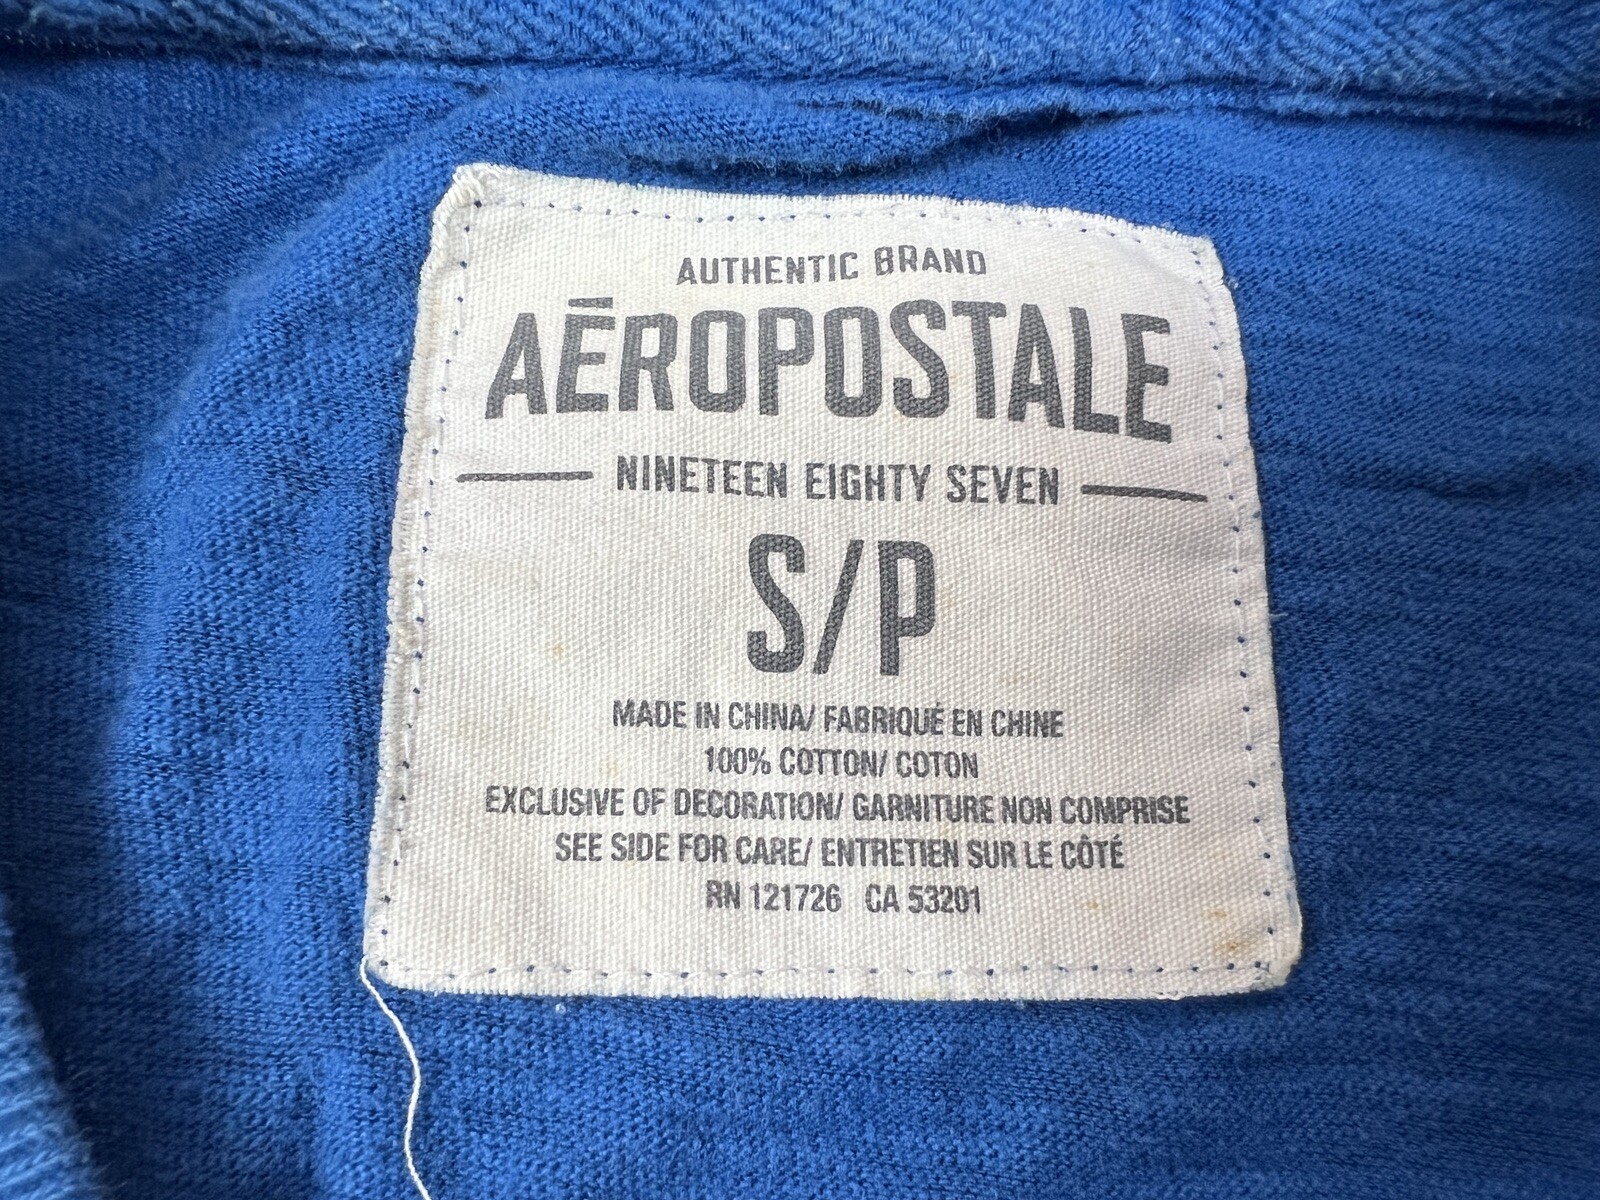 AUTHENTIC BRAND
AĒROPOSTALE
NINETEEN EIGHTY SEVEN
S/P
MADE IN CHINA/ FABRIQUÉ EN CHINE
100% COTTON/ COTON
EXCLUSIVE OF DECORATION/ GARNITURE NON COMPRISE
SEE SIDE FOR CARE/ ENTRETIEN SUR LE CÔTÉ
RN 121726 CA 53201